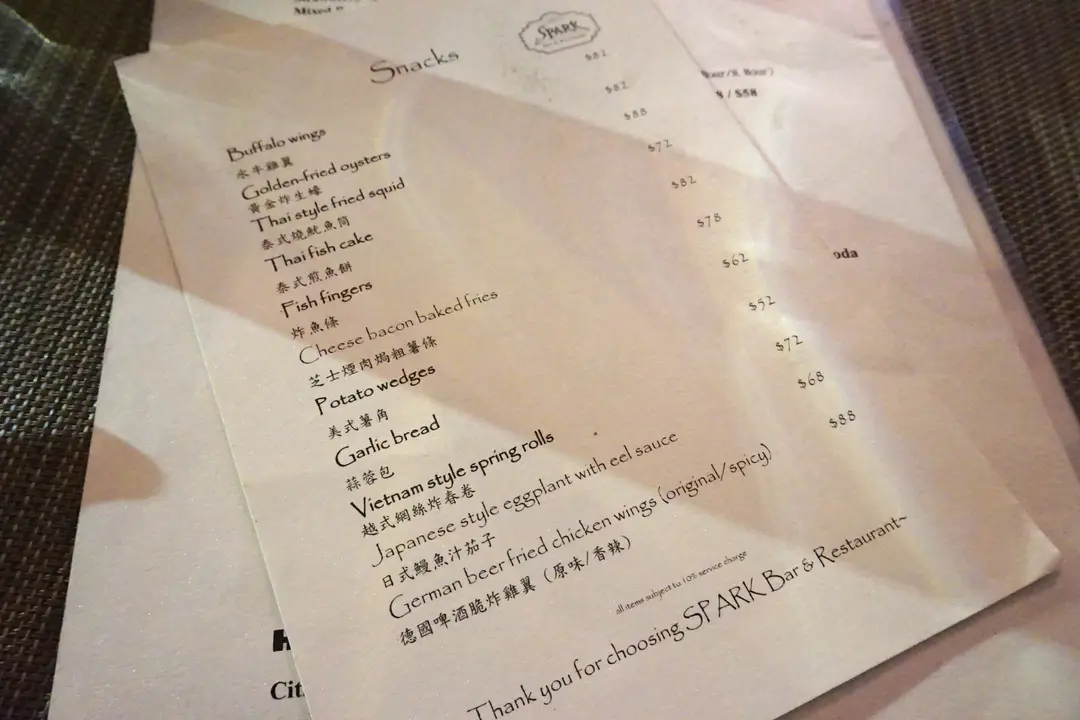 Mixed
SPARK
Snacks
Buffalo wings $82
水牛雞翼
Golden-fried oysters $82
黃金炸生蠔
Thai style fried squid $88
泰式燒魷魚筒
Thai fish cake $72
泰式煎魚餅
Fish fingers $82
炸魚條
Cheese bacon baked fries $78
芝士煙肉焗粗薯條
Potato wedges $62
美式薯角
Garlic bread $52
蒜蓉包
Vietnam style spring rolls $72
越式網絲炸春卷
Japanese style eggplant with eel sauce $68
日式鰻魚汁茄子
German beer fried chicken wings (original/spicy) $88
德國啤酒脆炸雞翼（原味/香辣）
all items subject to 10% service charge
Thank you for choosing SPARK Bar & Restaurant~
/ $58
oda
Cit